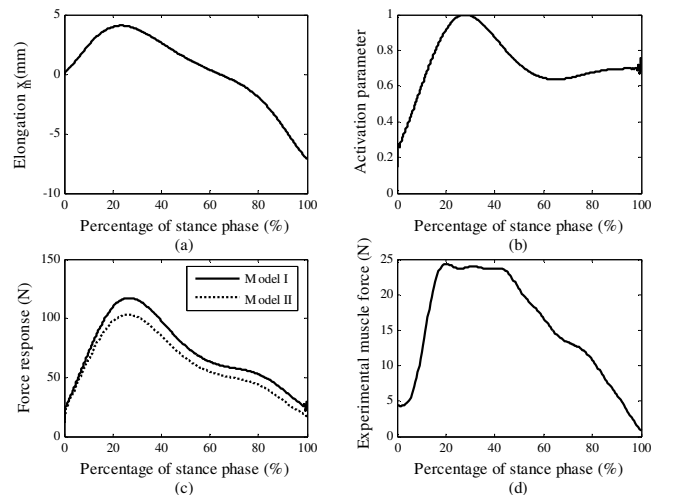 5
0
-5
-10
0 20 40 60 80 100
Elongation xm(mm)
Percentage of stance phase (%)
(a)
1
0.8
0.6
0.4
0.2
0
0 20 40 60 80 100
Activation parameter
Percentage of stance phase (%)
(b)
150
100
50
0
0 20 40 60 80 100
Force response (N)
Model I
Model II
Percentage of stance phase (%)
(c)
25
20
15
10
5
0
0 20 40 60 80 100
Experimental muscle force (N)
Percentage of stance phase (%)
(d)